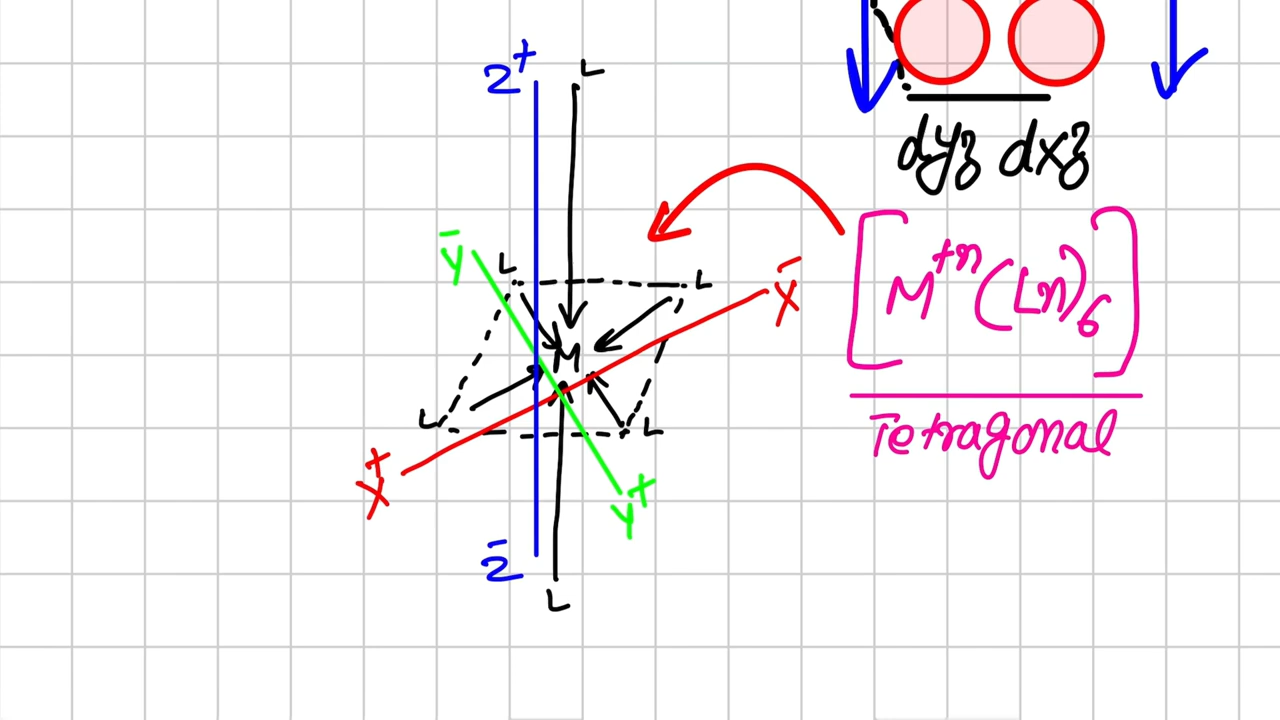 z+
L
dyz dxz
y-
L
L
x-
M
[M+n(Ln)6]
Tetragonal
L
L
x+
y+
z-
L